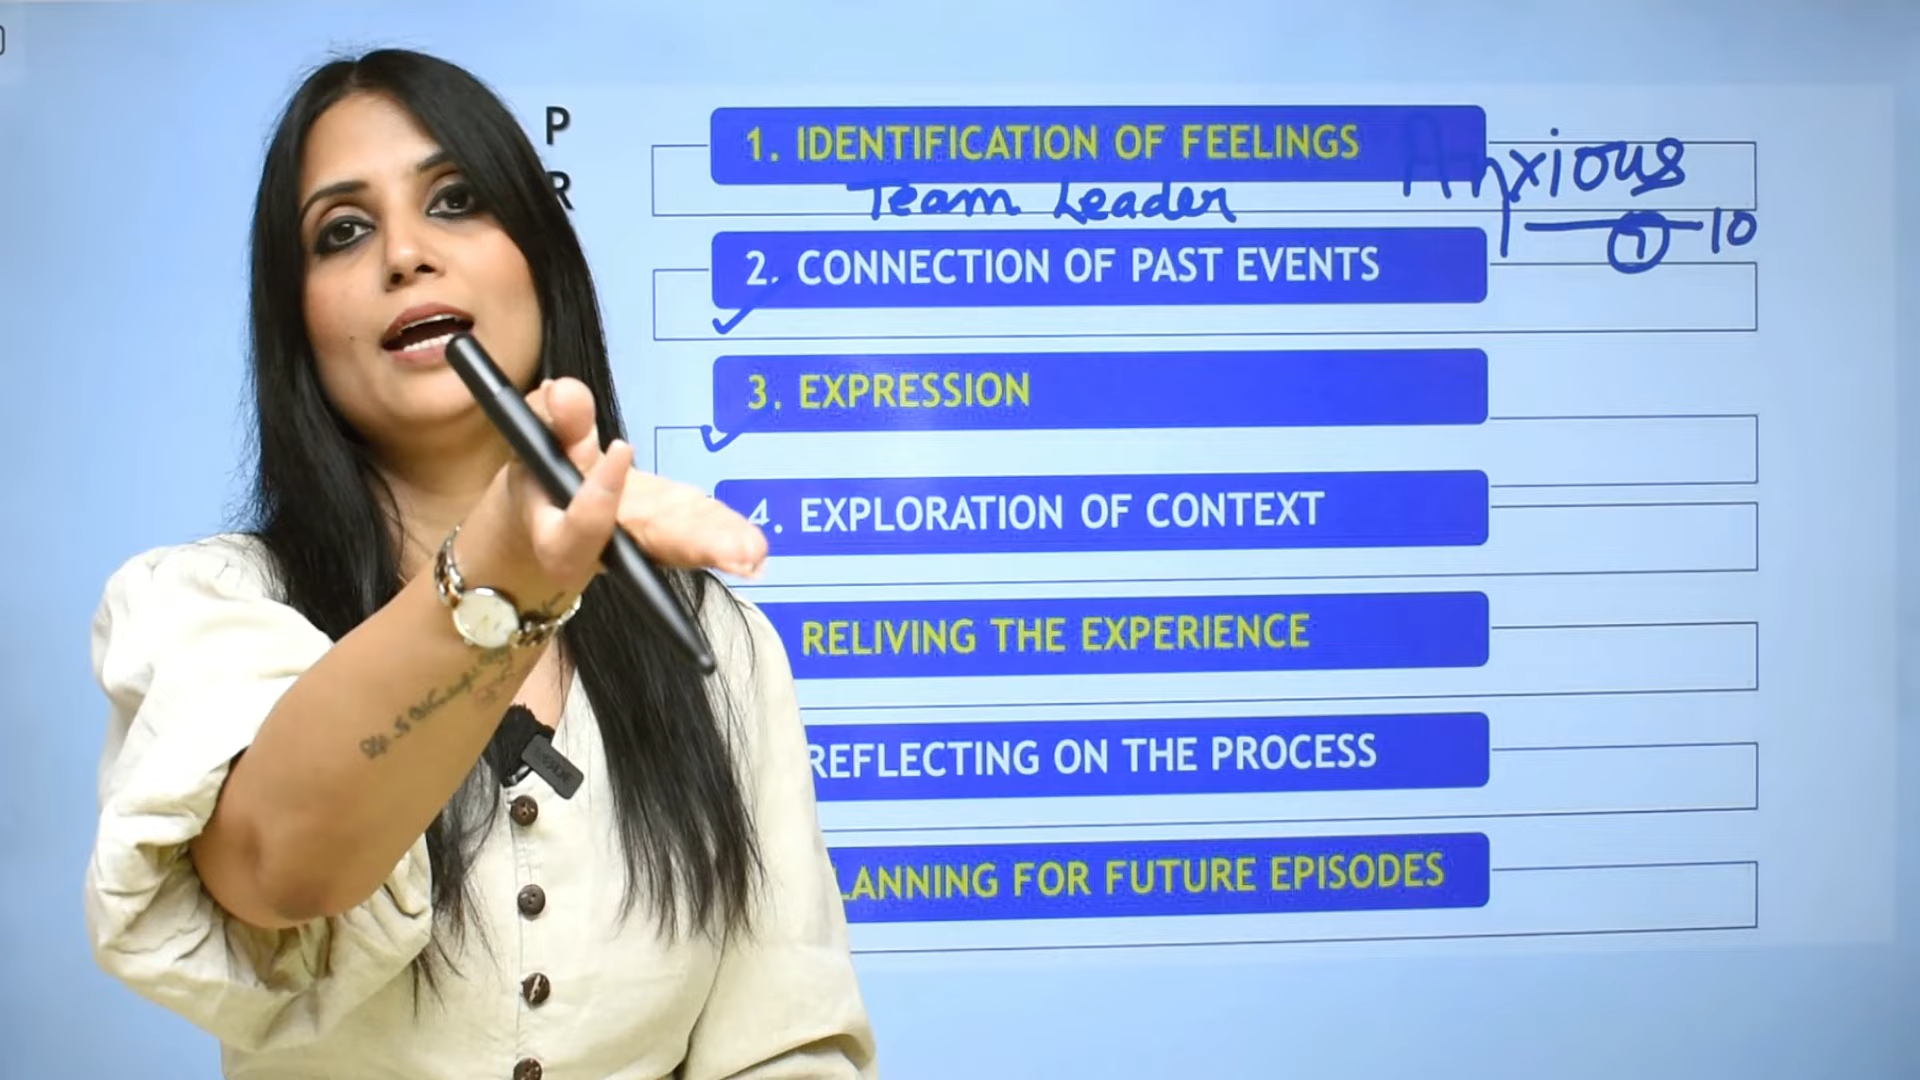 P
R
1. IDENTIFICATION OF FEELINGS
Anxious
Team Leader
1 7 10
2. CONNECTION OF PAST EVENTS
3. EXPRESSION
4. EXPLORATION OF CONTEXT
RELIVING THE EXPERIENCE
REFLECTING ON THE PROCESS
LANNING FOR FUTURE EPISODES